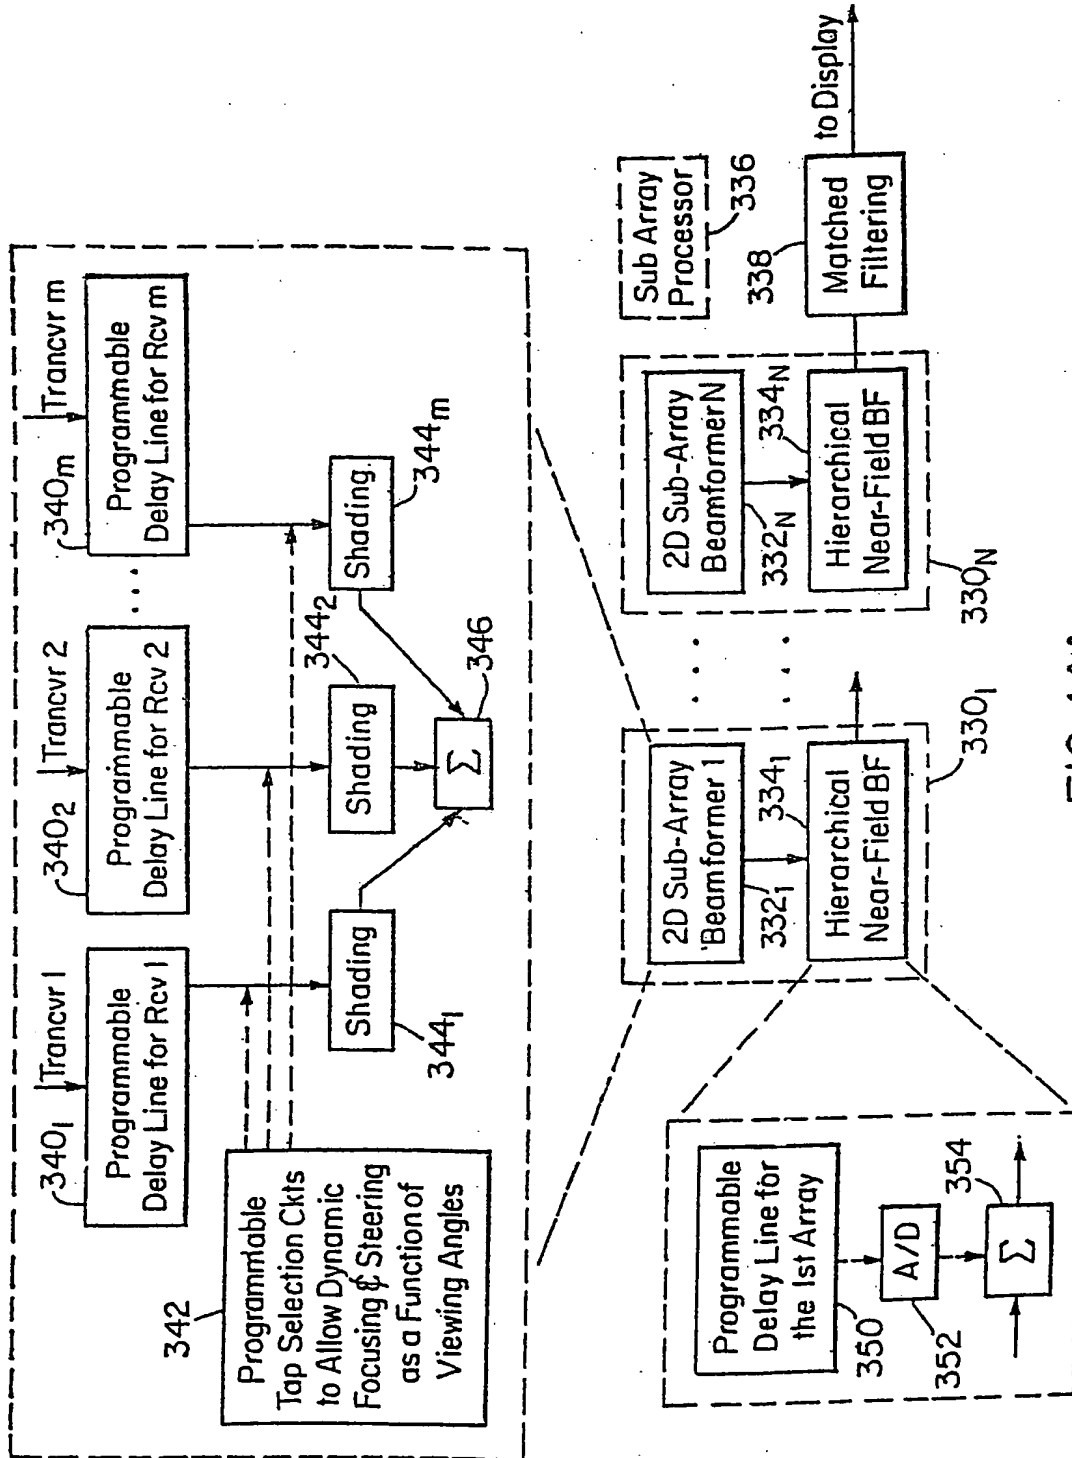 Trancvr 1
Trancvr 2
Trancvr m
340₁
340₂
340ₘ
Programmable
Delay Line for Rcv 1
Programmable
Delay Line for Rcv 2
. . .
Programmable
Delay Line for Rcv m
342
Programmable
Tap Selection Ckts
to Allow Dynamic
Focusing & Steering
as a Function of
Viewing Angles
Shading
344₁
Shading
344₂
Shading
344ₘ
Σ
346
2D Sub-Array
Beamformer 1
332₁
334₁
Hierarchical
Near-Field BF
330₁
. . .
. . .
2D Sub-Array
Beamformer N
332N
334N
Hierarchical
Near-Field BF
330N
Sub Array
Processor
336
338
Matched
Filtering
to Display
Programmable
Delay Line for
the 1st Array
350
A/D
352
Σ
354